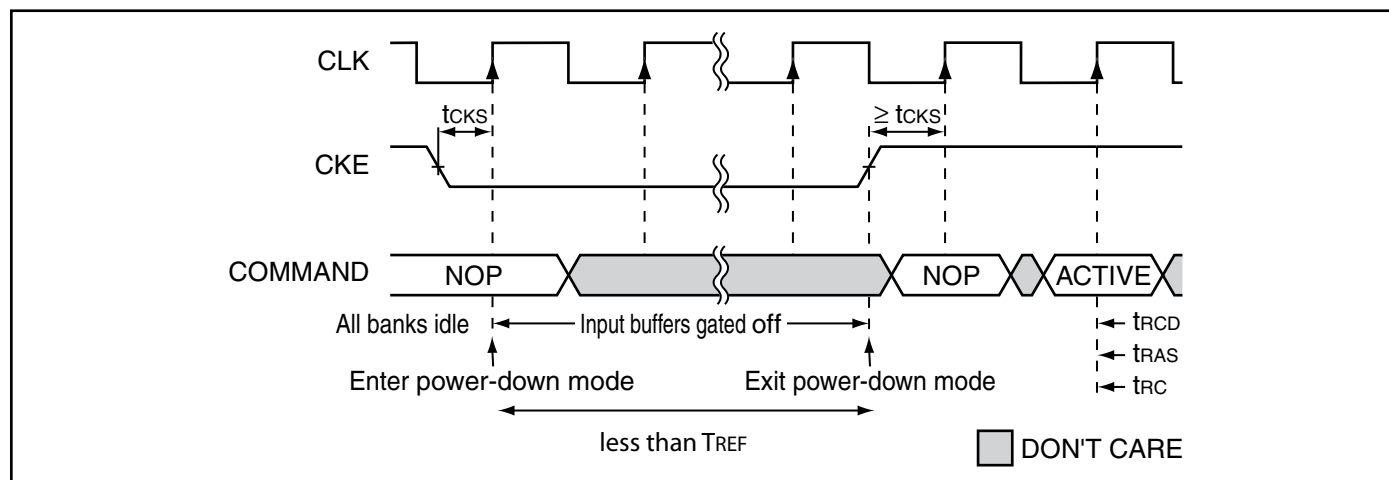 CLK
tCKS
≥ tCKS
CKE
COMMAND
NOP
NOP
ACTIVE
All banks idle
Input buffers gated off
tRCD
tRAS
tRC
Enter power-down mode
Exit power-down mode
less than TREF
DON'T CARE